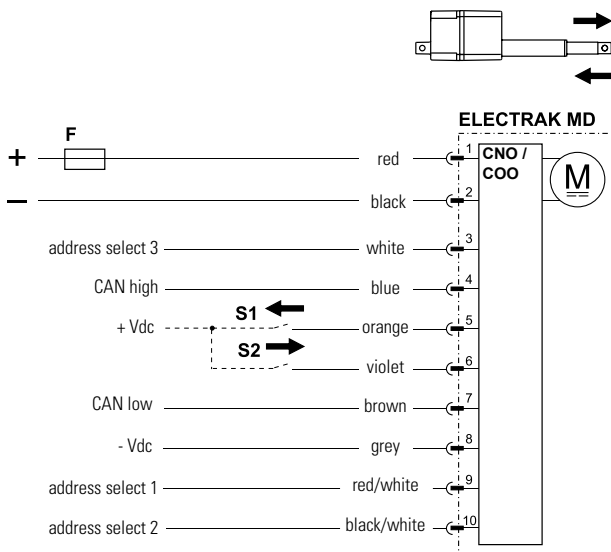 ELECTRAK MD
F
+ red 1 CNO /
COO
M
– black 2
address select 3 white 3
CAN high blue 4
S1
+ Vdc orange 5
S2
violet 6
CAN low brown 7
- Vdc grey 8
address select 1 red/white 9
address select 2 black/white 10